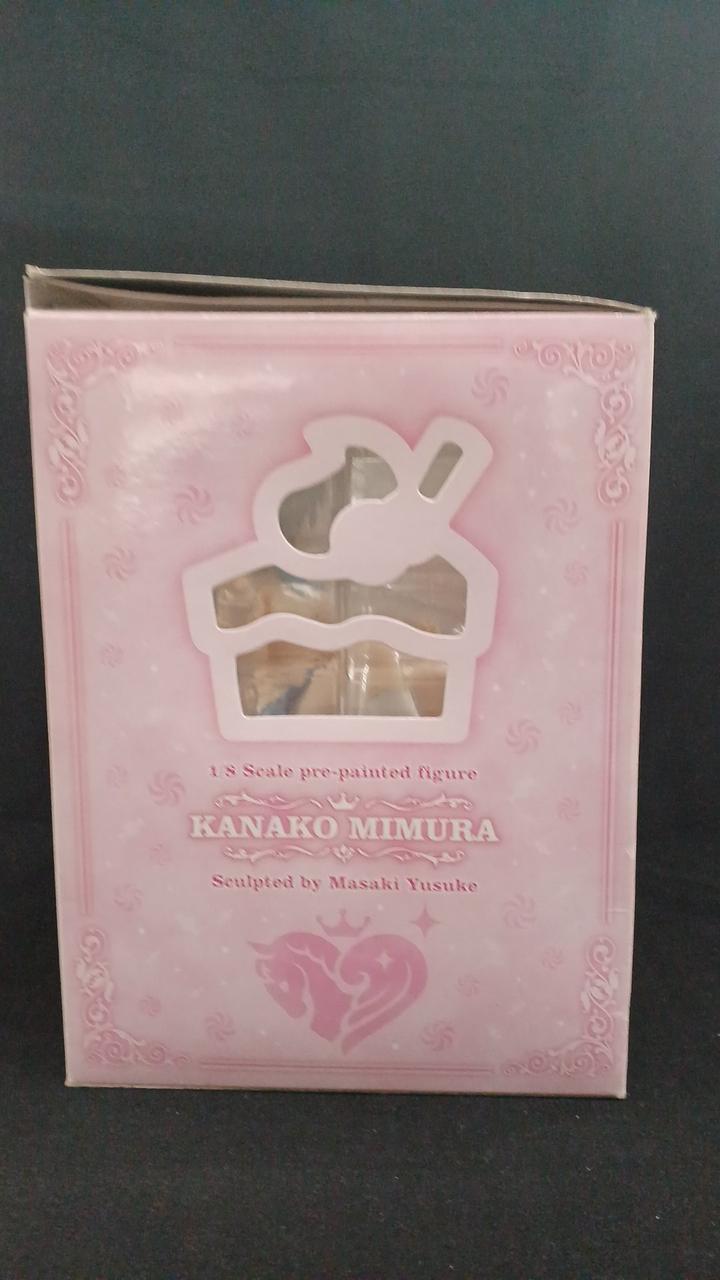 1/8 Scale pre-painted figure
KANAKO MIMURA
Sculpted by Masaki Yusuke